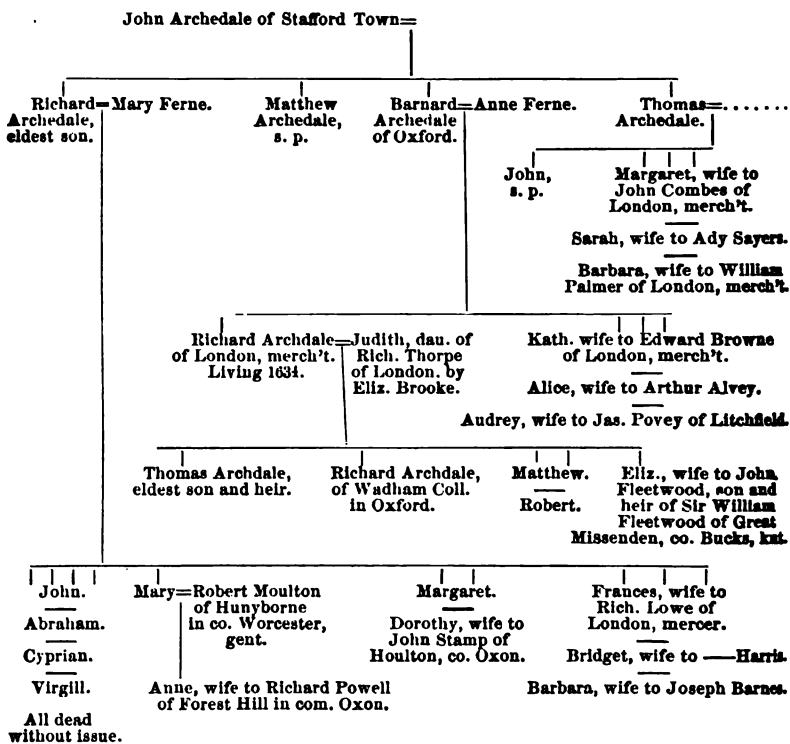 John Archedale of Stafford Town=
Richard=Mary Ferne.
Archedale,
eldest son.
Matthew
Archedale,
s. p.
Barnard=Anne Ferne.
Archedale
of Oxford.
Thomas=.......
Archedale.
John,
s. p.
Margaret, wife to
John Combes of
London, merch't.
Sarah, wife to Ady Sayers.
Barbara, wife to William
Palmer of London, merch't.
Richard Archdale=Judith, dau. of
of London, merch't. Rich. Thorpe
Living 1634. of London. by
Eliz. Brooke.
Kath. wife to Edward Browne
of London, merch't.
Alice, wife to Arthur Alvey.
Audrey, wife to Jas. Povey of Litchfield.
Thomas Archdale,
eldest son and heir.
Richard Archdale,
of Wadham Coll.
in Oxford.
Matthew.
Robert.
Eliz., wife to John
Fleetwood, son and
heir of Sir William
Fleetwood of Great
Missenden, co. Bucks, knt.
John.
Abraham.
Cyprian.
Virgill.
All dead
without issue.
Mary=Robert Moulton
of Hunyborne
in co. Worcester,
gent.
Anne, wife to Richard Powell
of Forest Hill in com. Oxon.
Margaret.
Dorothy, wife to
John Stamp of
Houlton, co. Oxon.
Frances, wife to
Rich. Lowe of
London, mercer.
Bridget, wife to —Harris.
Barbara, wife to Joseph Barnes.